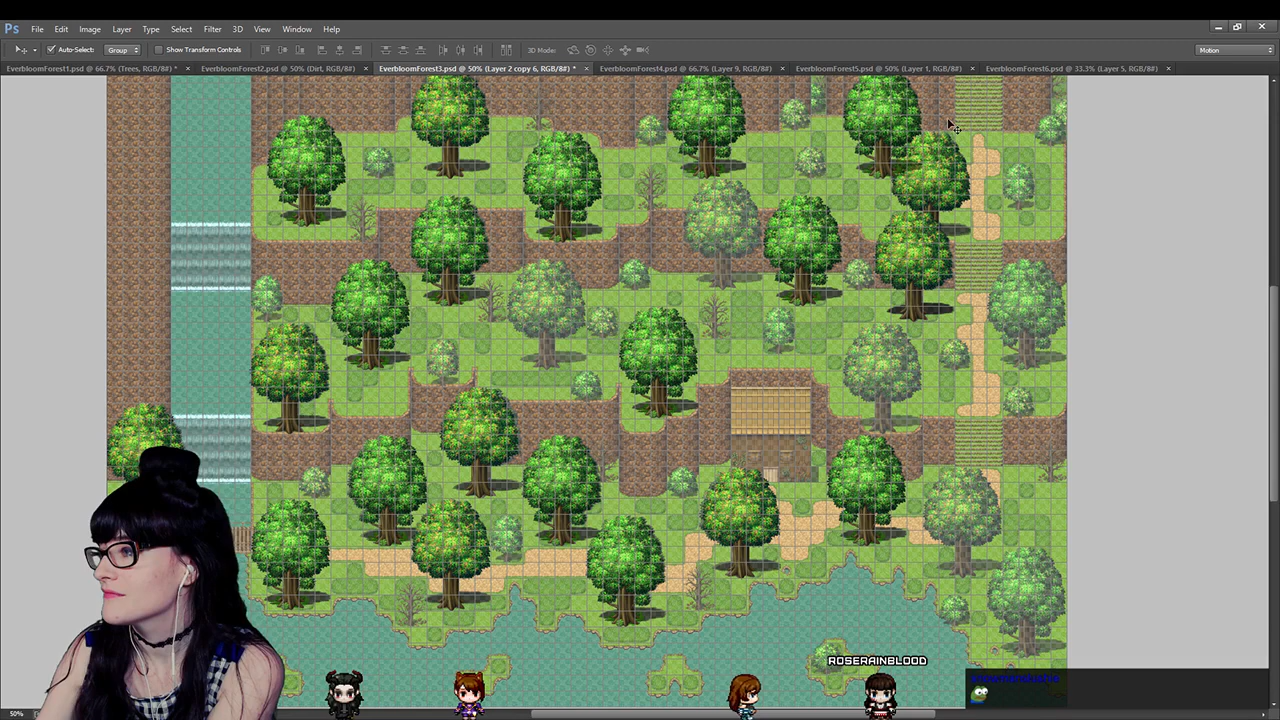 Ps File Edit Image Layer Type Select Filter 3D View Window Help
Auto-Select: Group Show Transform Controls 3D Mode: Motion
EverbloomForest1.psd @ 66.7% (Trees, RGB/8#) * × EverbloomForest2.psd @ 50% (Dirt, RGB/8#) × EverbloomForest3.psd @ 50% (Layer 2 copy 6, RGB/8#) * × EverbloomForest4.psd @ 66.7% (Layer 9, RGB/8#) × EverbloomForest5.psd @ 50% (Layer 1, RGB/8#) × EverbloomForest6.psd @ 33.3% (Layer 5, RGB/8#) ×
ROSERAINBLOOD
50%